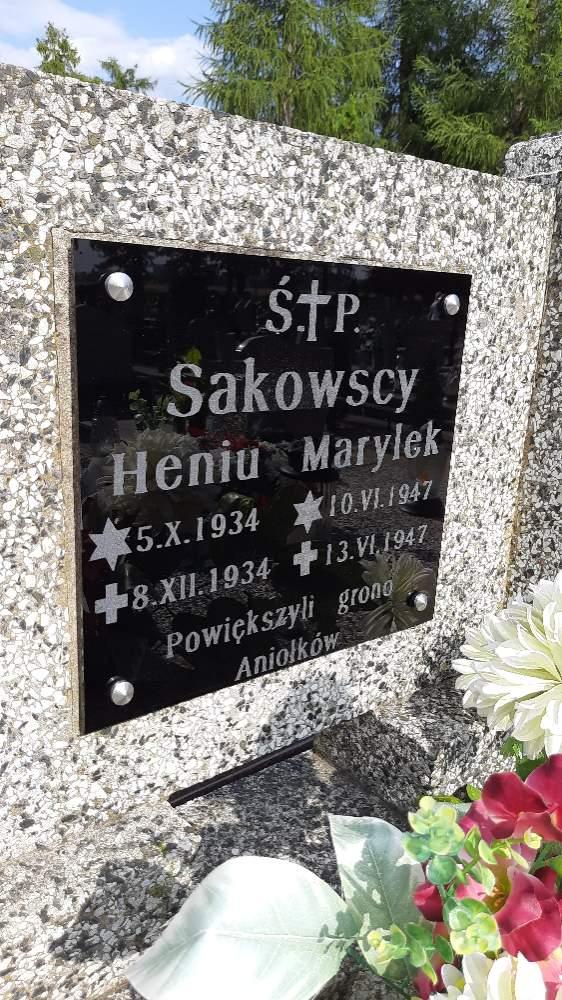 Ś.†P.
Sakowscy
Heniu Marylek
5.X.1934 10.VI.1947
8.XII.1934 13.VI.1947
Powiększyli grono
Aniołków